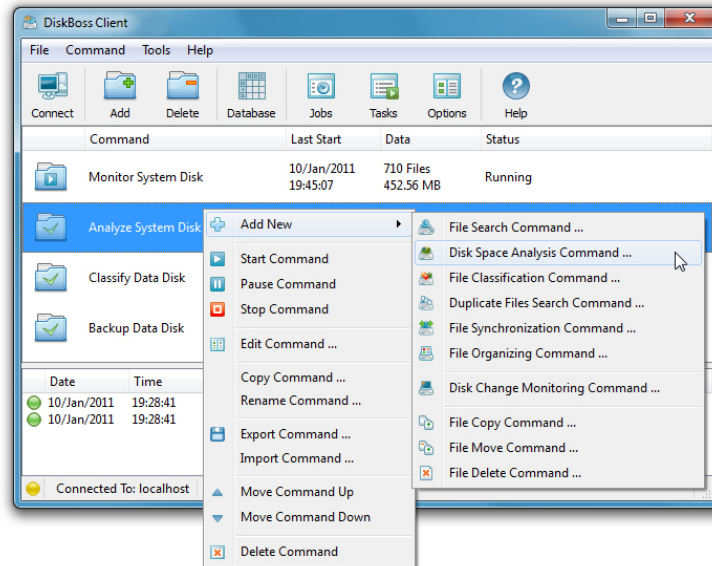 DiskBoss Client
File Command Tools Help
Connect Add Delete Database Jobs Tasks Options Help
Command Last Start Data Status
Monitor System Disk 10/Jan/2011 19:45:07 710 Files 452.56 MB Running
Analyze System Disk
Classify Data Disk
Backup Data Disk
Date Time
10/Jan/2011 19:28:41
10/Jan/2011 19:28:41
Connected To: localhost
Add New
Start Command
Pause Command
Stop Command
Edit Command ...
Copy Command ...
Rename Command ...
Export Command ...
Import Command ...
Move Command Up
Move Command Down
Delete Command
File Search Command ...
Disk Space Analysis Command ...
File Classification Command ...
Duplicate Files Search Command ...
File Synchronization Command ...
File Organizing Command ...
Disk Change Monitoring Command ...
File Copy Command ...
File Move Command ...
File Delete Command ...